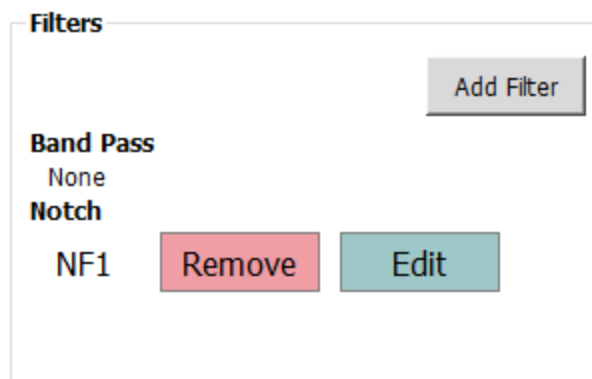 Filters
Add Filter
Band Pass
None
Notch
NF1 Remove Edit